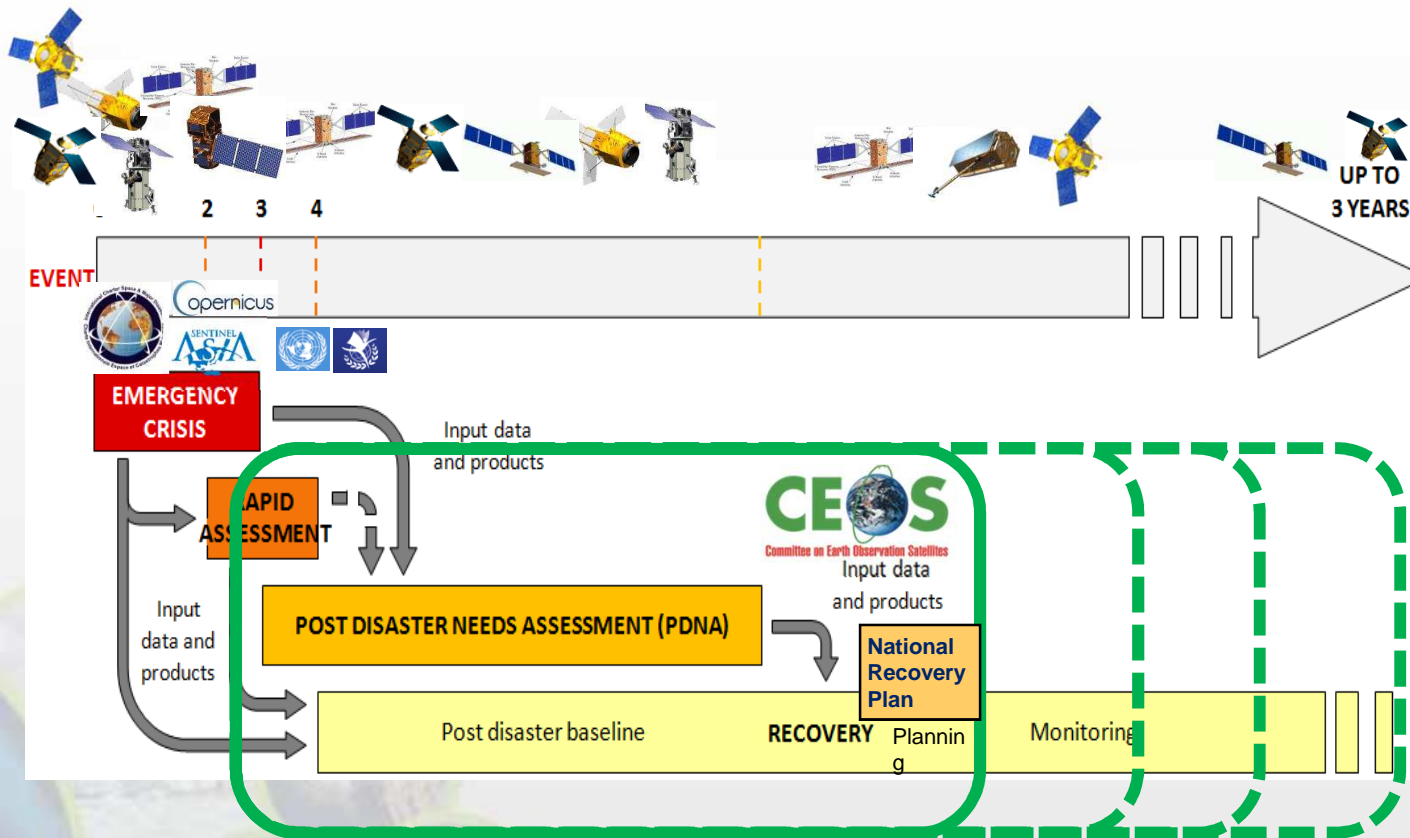 UP TO
3 YEARS
2 3 4
EVENT
opernicus
SENTINEL
ASIA
EMERGENCY
CRISIS
Input data
and products
RAPID
ASSESSMENT
CEOS
Committee on Earth Observation Satellites
Input data
and products
POST DISASTER NEEDS ASSESSMENT (PDNA)
Input
data and
products
National
Recovery
Plan
Post disaster baseline
RECOVERY
Plannin
g
Monitoring